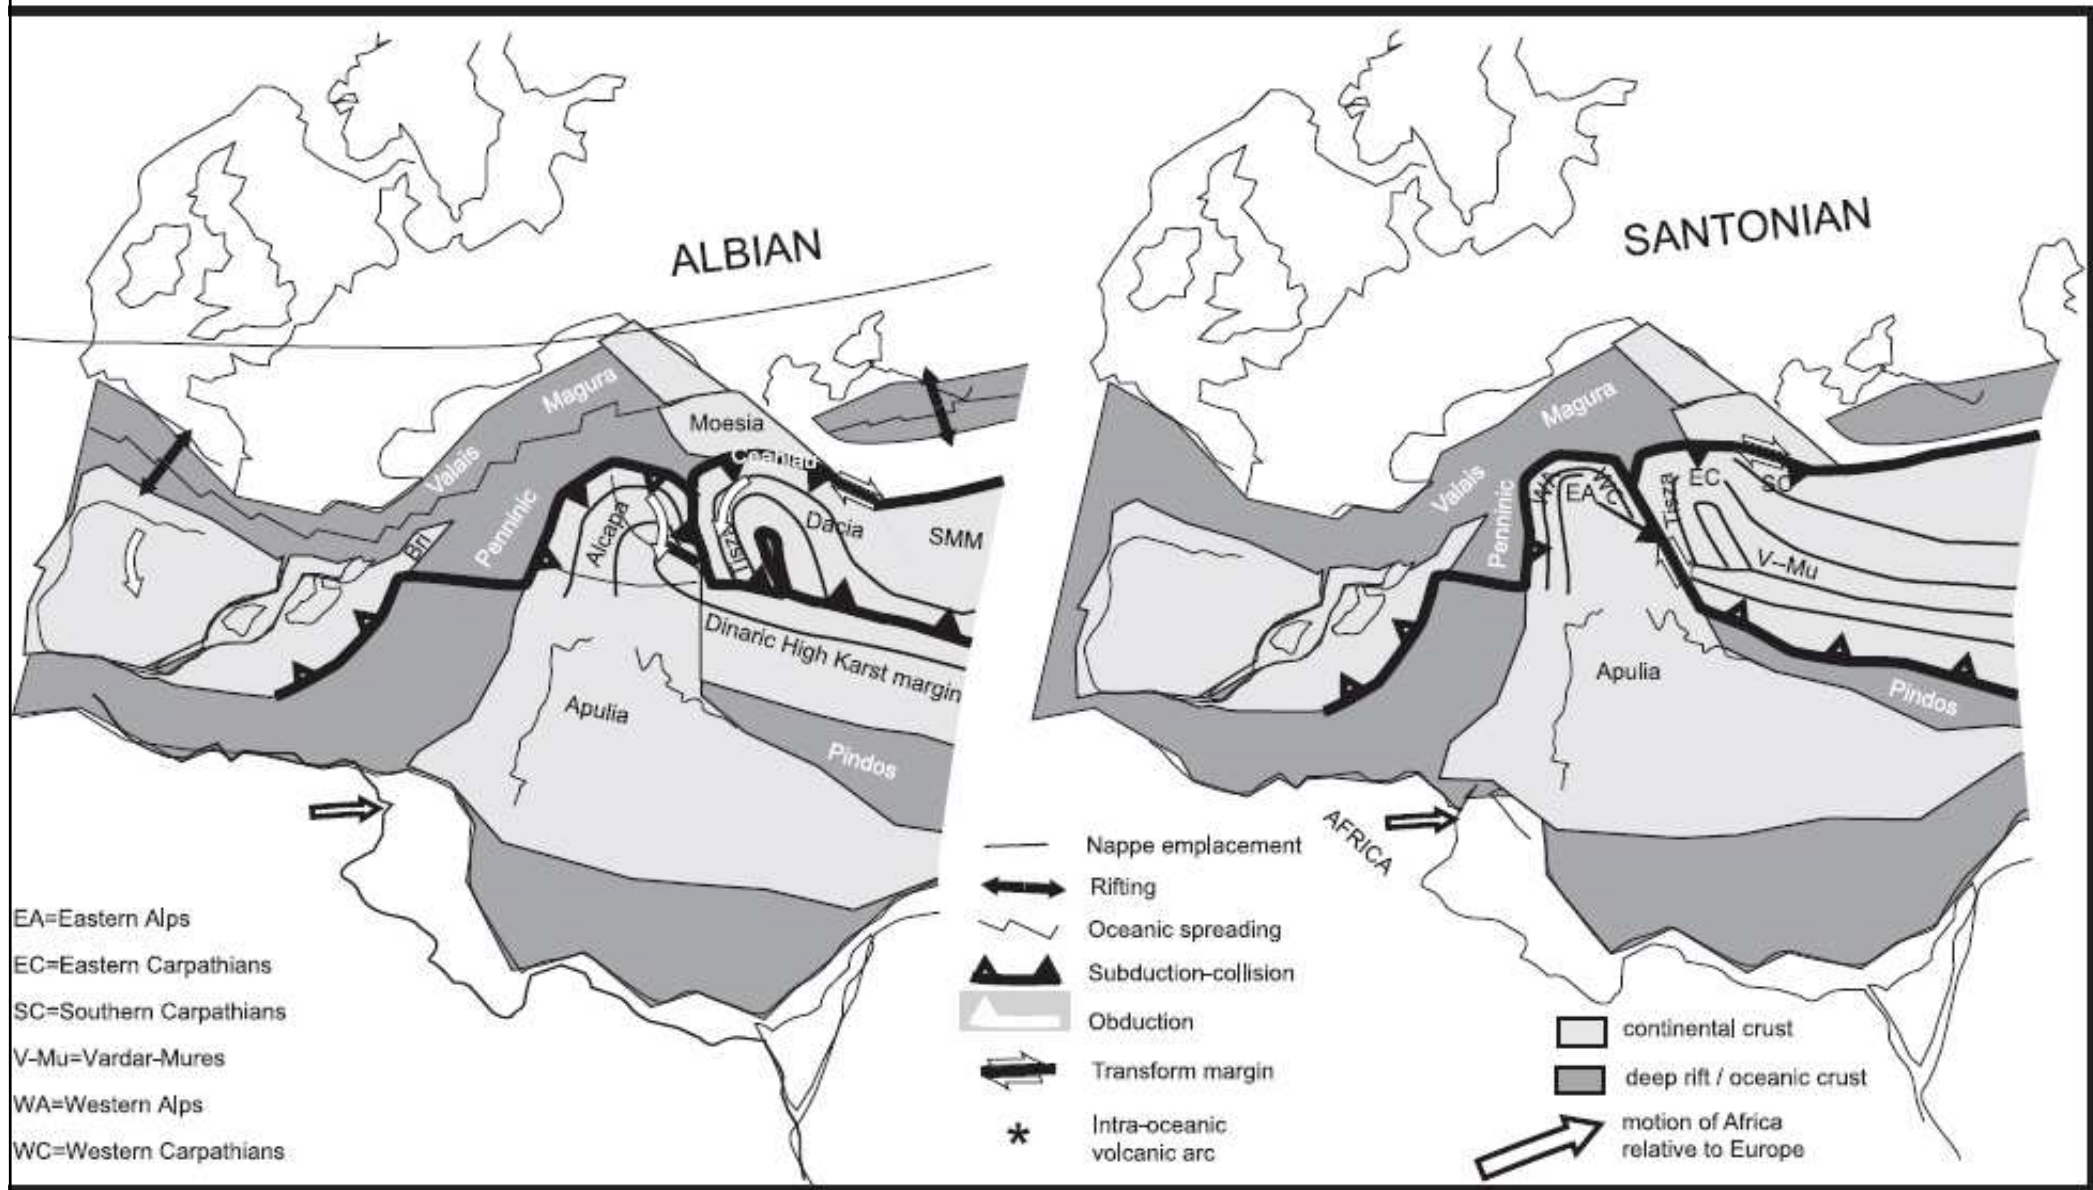 ALBIAN
Magura
Valais
Penninic
Moesia
Ceahlau
Bri
Alcapa
Tisza
Dacia
SMM
Dinaric High Karst margin
Apulia
Pindos
SANTONIAN
Magura
Valais
Penninic
WA
EA
WC
Tisza
EC
SC
V-Mu
Apulia
Pindos
AFRICA
EA=Eastern Alps
EC=Eastern Carpathians
SC=Southern Carpathians
V-Mu=Vardar-Mures
WA=Western Alps
WC=Western Carpathians
Nappe emplacement
Rifting
Oceanic spreading
Subduction-collision
Obduction
Transform margin
*
Intra-oceanic
volcanic arc
continental crust
deep rift / oceanic crust
motion of Africa
relative to Europe